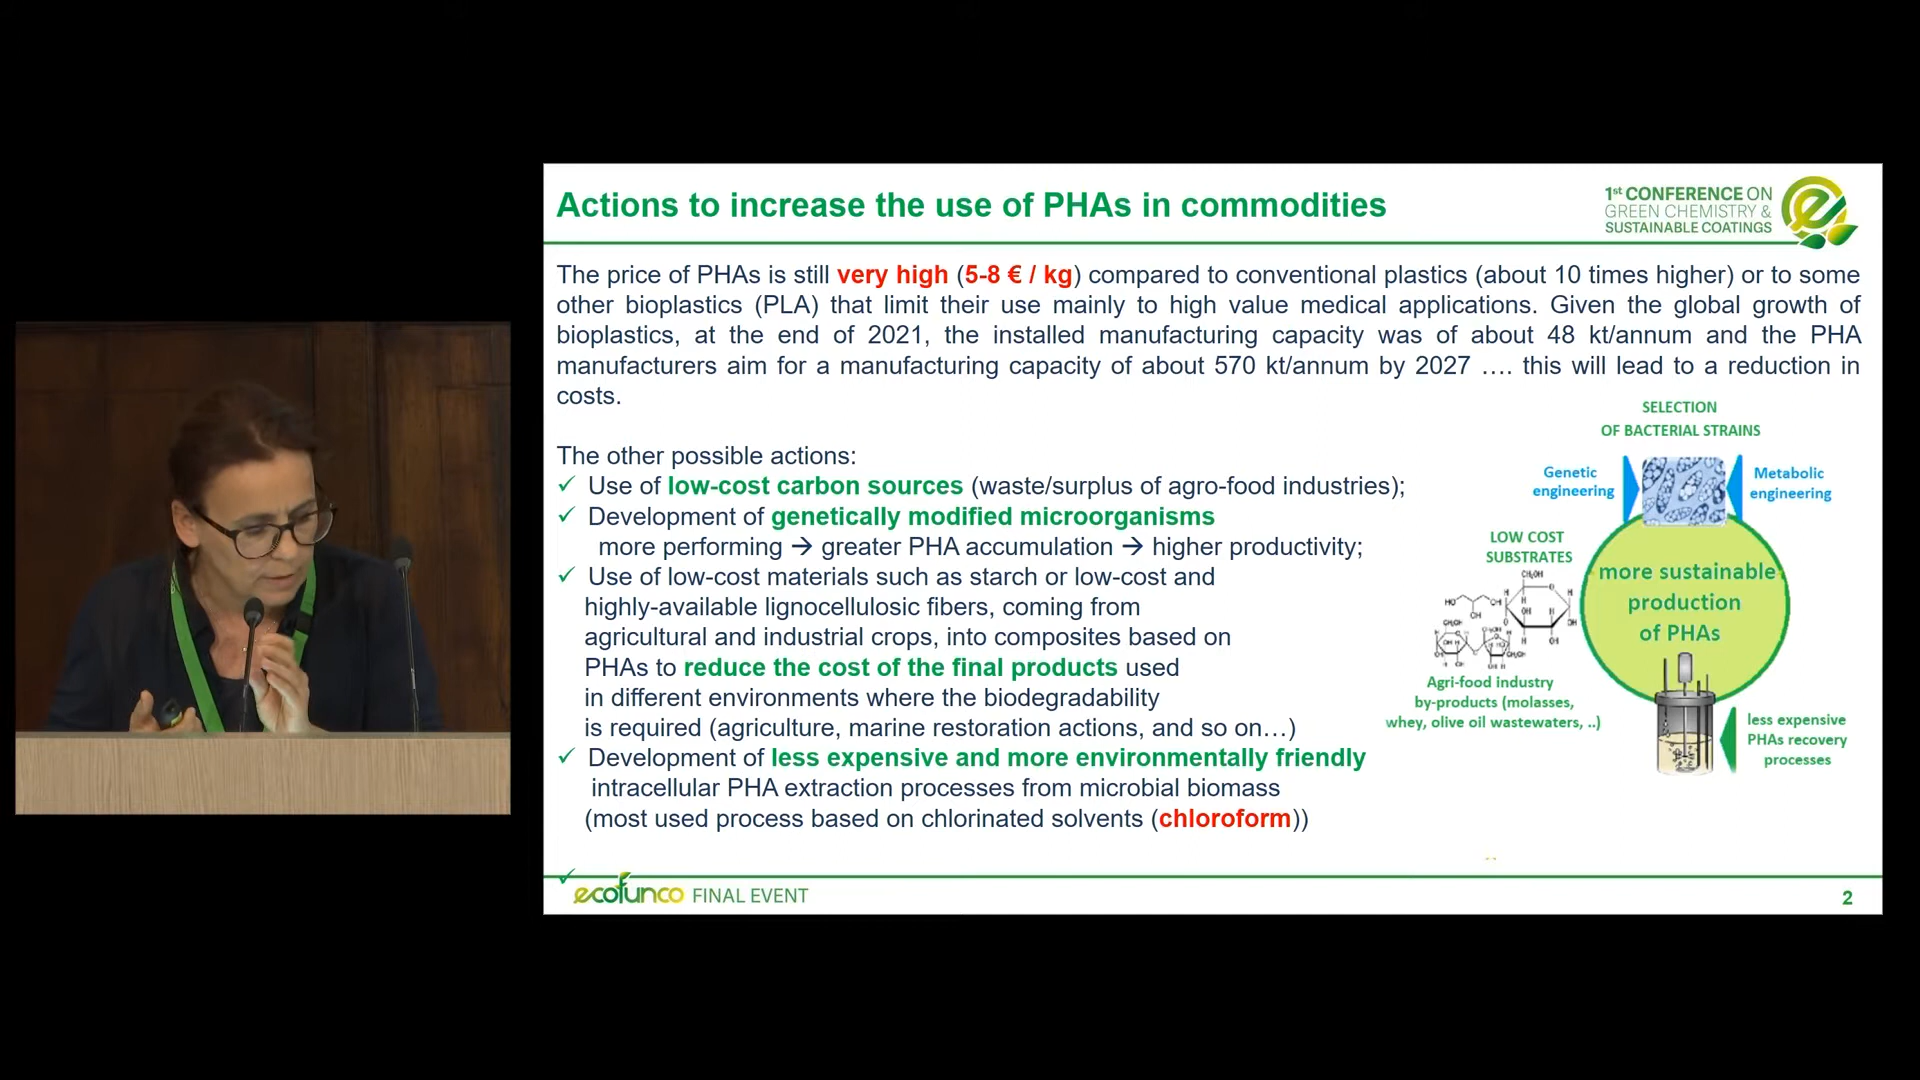 Actions to increase the use of PHAs in commodities
1st CONFERENCE ON
GREEN CHEMISTRY &
SUSTAINABLE COATINGS
The price of PHAs is still very high (5-8 € / kg) compared to conventional plastics (about 10 times higher) or to some
other bioplastics (PLA) that limit their use mainly to high value medical applications. Given the global growth of
bioplastics, at the end of 2021, the installed manufacturing capacity was of about 48 kt/annum and the PHA
manufacturers aim for a manufacturing capacity of about 570 kt/annum by 2027 …. this will lead to a reduction in
costs.
The other possible actions:
✓ Use of low-cost carbon sources (waste/surplus of agro-food industries);
✓ Development of genetically modified microorganisms
more performing → greater PHA accumulation → higher productivity;
✓ Use of low-cost materials such as starch or low-cost and
highly-available lignocellulosic fibers, coming from
agricultural and industrial crops, into composites based on
PHAs to reduce the cost of the final products used
in different environments where the biodegradability
is required (agriculture, marine restoration actions, and so on…)
✓ Development of less expensive and more environmentally friendly
intracellular PHA extraction processes from microbial biomass
(most used process based on chlorinated solvents (chloroform))
✓
SELECTION
OF BACTERIAL STRAINS
Genetic
engineering
Metabolic
engineering
LOW COST
SUBSTRATES
more sustainable
production
of PHAs
Agri-food industry
by-products (molasses,
whey, olive oil wastewaters, ..)
less expensive
PHAs recovery
processes
ecofunco FINAL EVENT
2